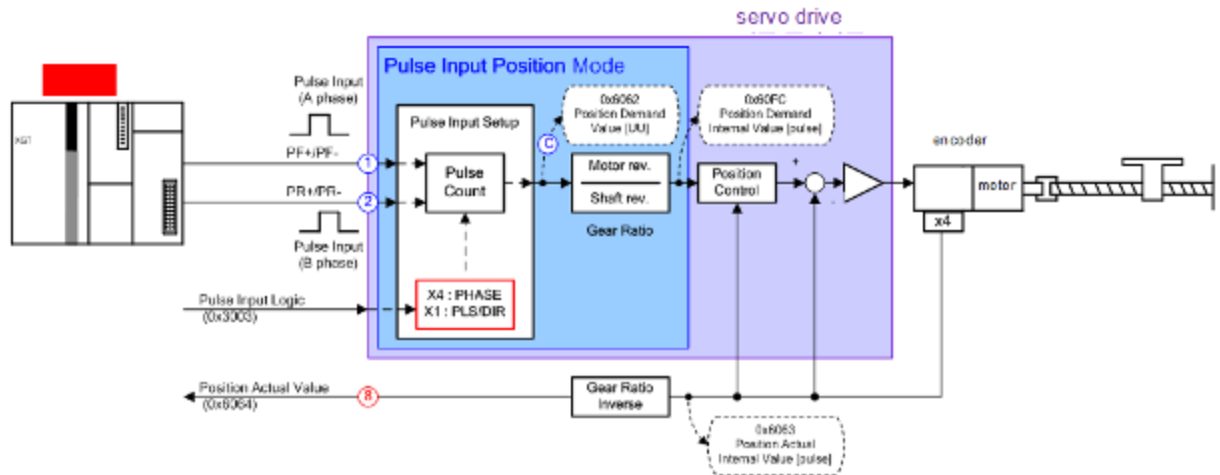 servo drive
Pulse Input Position Mode
Pulse Input
(A phase)
0x6062
Position Demand
Value [UU]
0x60FC
Position Demand
Internal Value [pulse]
XGT
Pulse Input Setup
C
encoder
PF+/PF-
1
Pulse
Count
Motor rev.
Shaft rev.
Position
Control
+
-
motor
PR+/PR-
2
Gear Ratio
x4
Pulse Input
(B phase)
X4 : PHASE
X1 : PLS/DIR
Pulse Input Logic
(0x3003)
Position Actual Value
(0x6064)
8
Gear Ratio
Inverse
0x6063
Position Actual
Internal Value [pulse]